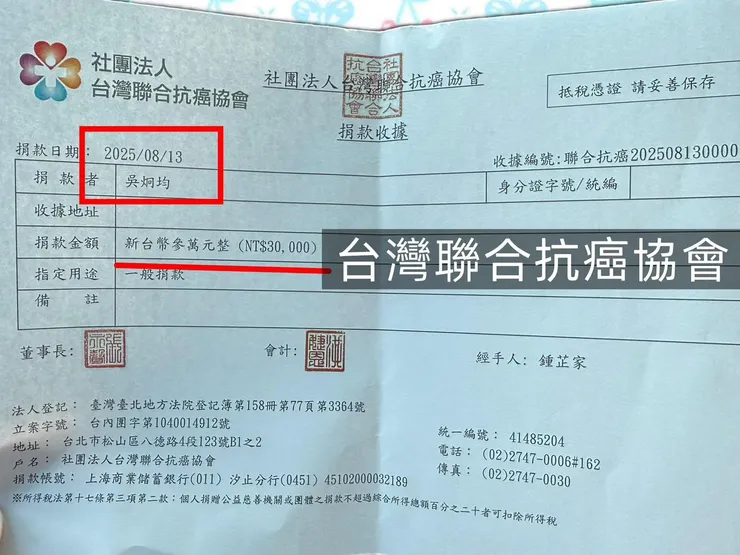 社團法人
台灣聯合抗癌協會
社團法人台灣聯合抗癌協會
社團法人
台灣聯合
抗癌協會
抵稅憑證 請妥善保存
捐款收據
捐款日期: 2025/08/13
收據編號:聯合抗癌202508130000
捐款者 吳炯均 身分證字號/統編
收據地址
捐款金額 新台幣參萬元整 (NT$30,000)
台灣聯合抗癌協會
指定用途 一般捐款
備註
董事長:
會計:
經手人: 鍾芷家
法人登記: 臺灣臺北地方法院登記簿第158冊第77頁第3364號
立案字號: 台內團字第1040014912號
地址: 台北市松山區八德路4段123號B1之2
戶名: 社團法人台灣聯合抗癌協會
捐款帳號: 上海商業儲蓄銀行(011) 汐止分行(0451) 45102000032189
統一編號: 41485204
電話: (02)2747-0006#162
傳真: (02)2747-0030
※所得稅法第十七條第三項第二款:個人捐贈公益慈善機關或團體之捐款不超過綜合所得總額百分之二十者可扣除所得稅